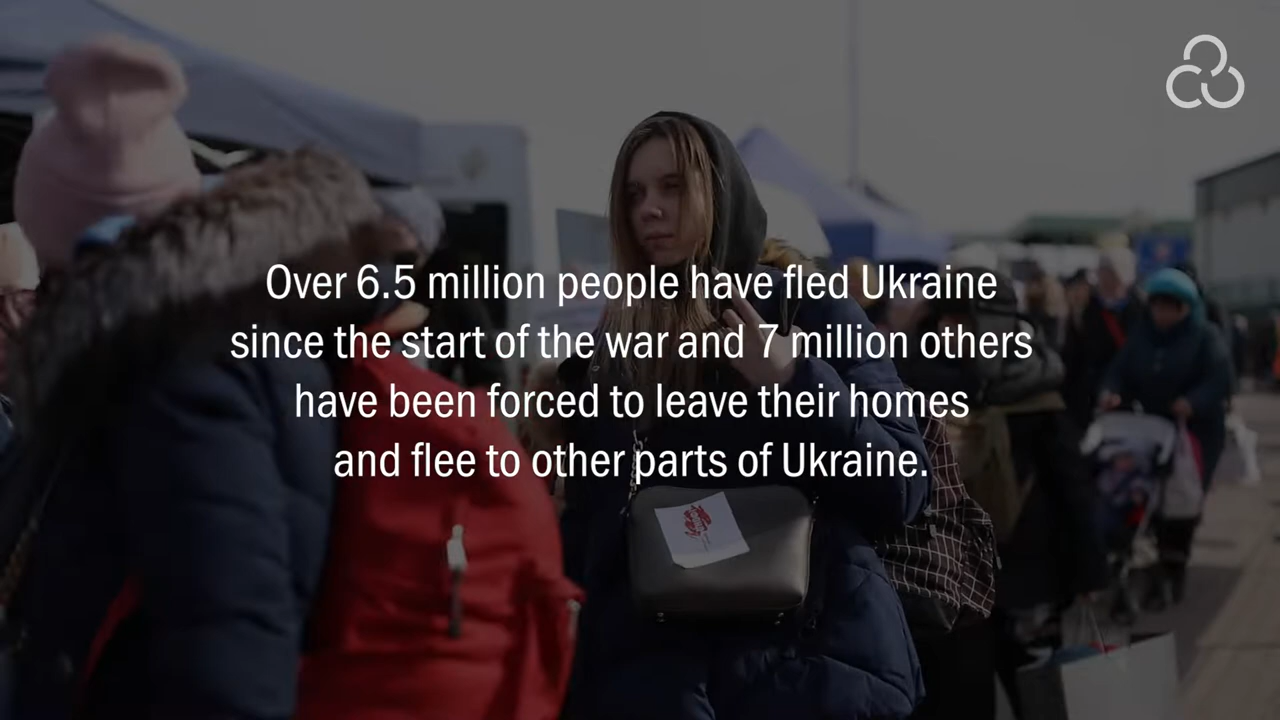 Over 6.5 million people have fled Ukraine
since the start of the war and 7 million others
have been forced to leave their homes
and flee to other parts of Ukraine.